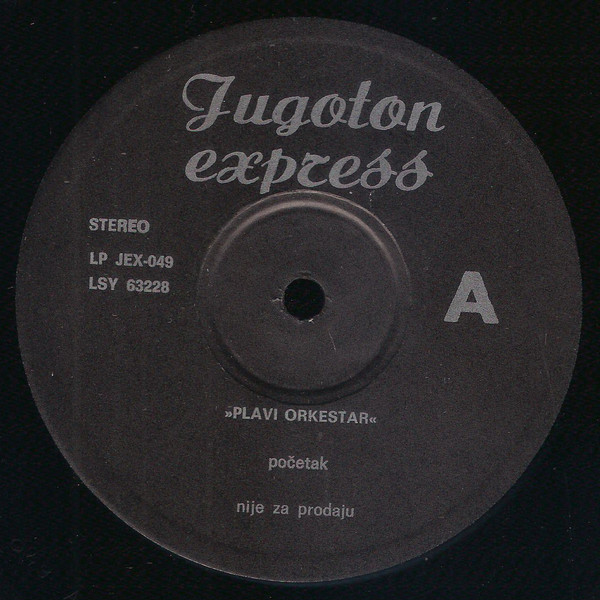 Jugoton
express
STEREO
LP JEX-049
LSY 63228
A
»PLAVI ORKESTAR«
početak
nije za prodaju